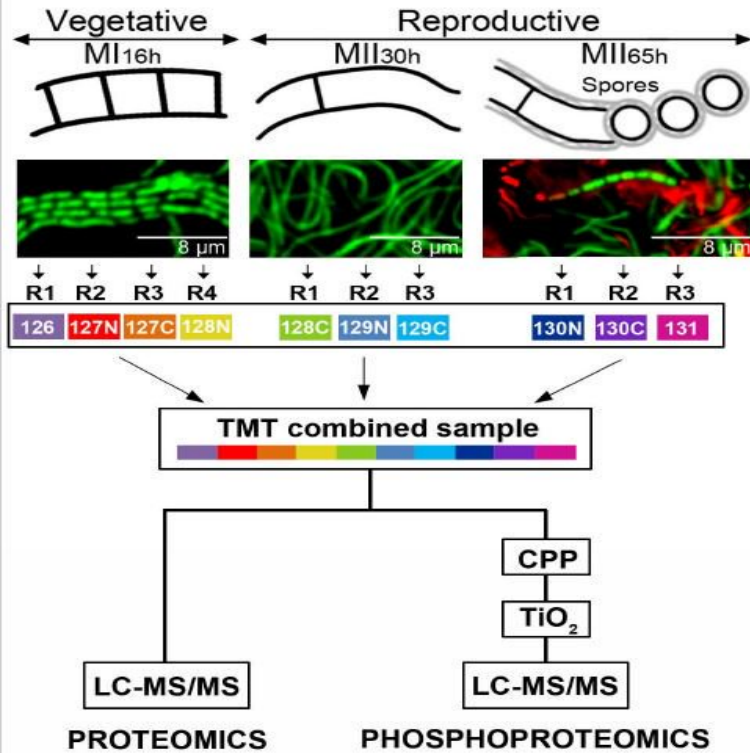 Vegetative Reproductive
MI16h MII30h MII65h
Spores
8 µm 8 µm 8 µm
R1 R2 R3 R4 R1 R2 R3 R1 R2 R3
126 127N 127C 128N 128C 129N 129C 130N 130C 131
TMT combined sample
CPP
TiO₂
LC-MS/MS LC-MS/MS
PROTEOMICS PHOSPHOPROTEOMICS